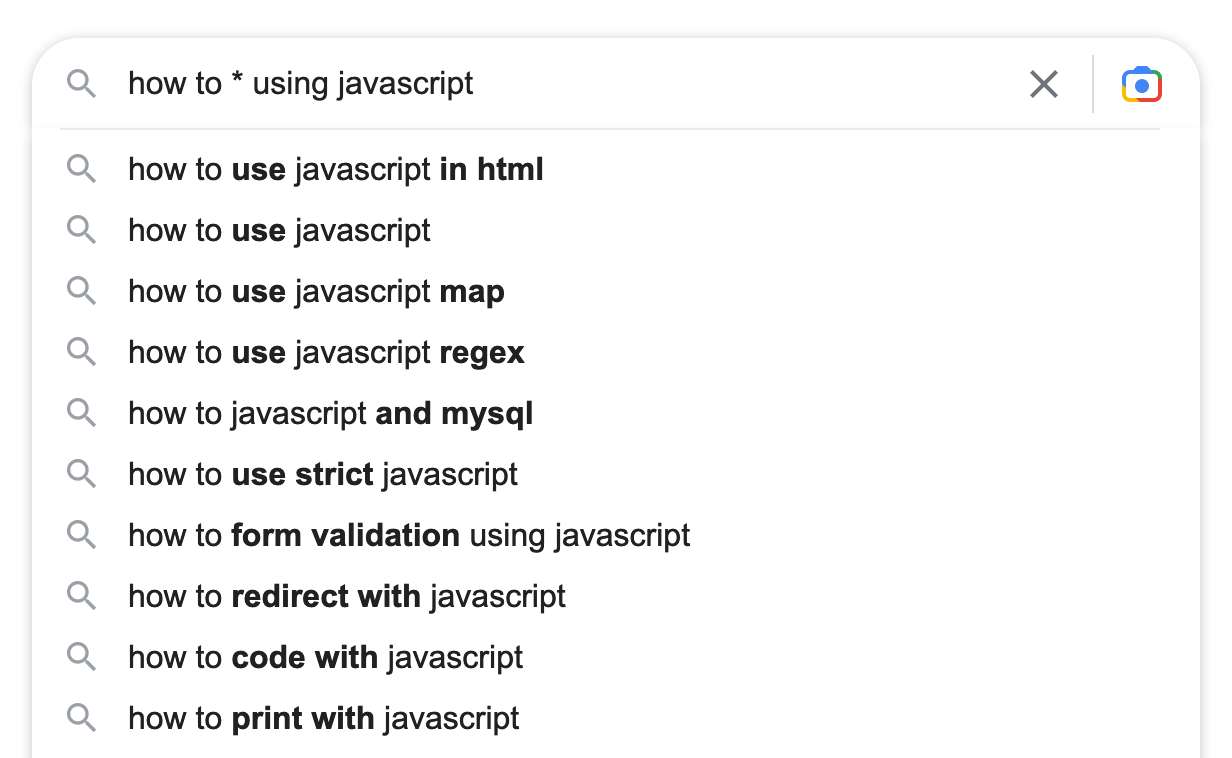 how to * using javascript
how to use javascript in html
how to use javascript
how to use javascript map
how to use javascript regex
how to javascript and mysql
how to use strict javascript
how to form validation using javascript
how to redirect with javascript
how to code with javascript
how to print with javascript